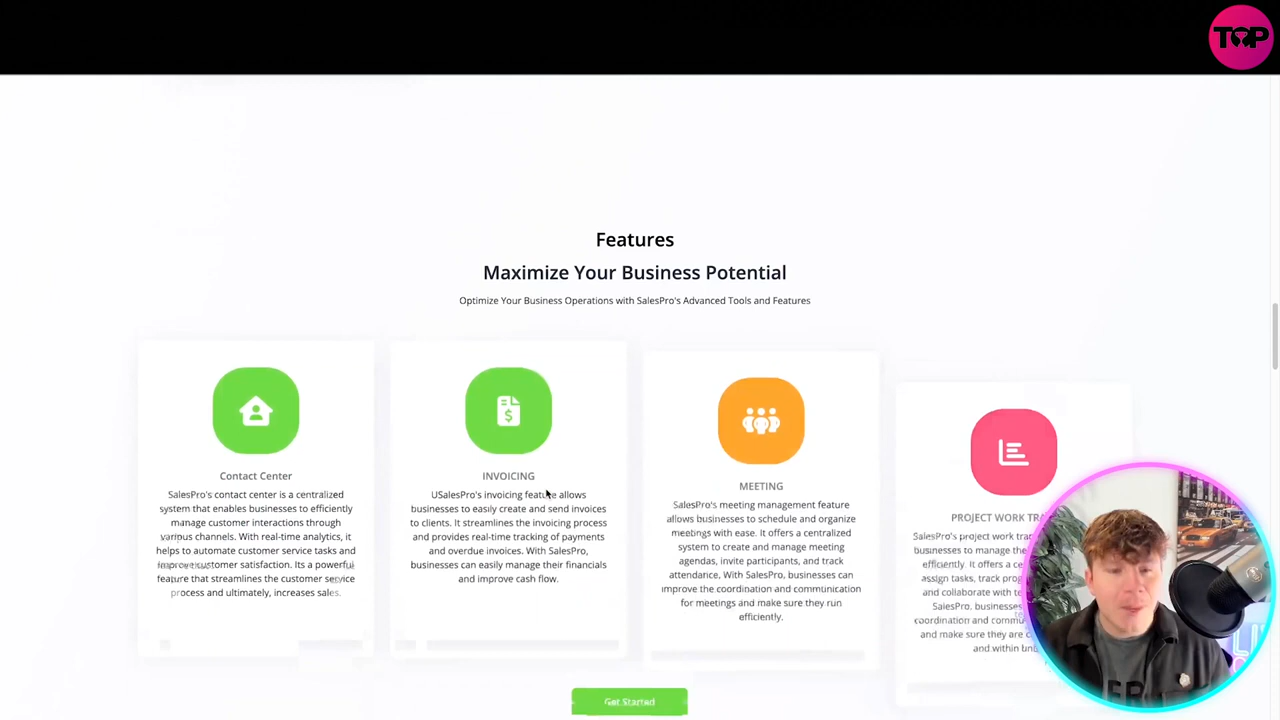 TOP
Features
Maximize Your Business Potential
Optimize Your Business Operations with SalesPro's Advanced Tools and Features
Contact Center
SalesPro's contact center is a centralized
system that enables businesses to efficiently
manage customer interactions through
various channels. With real-time analytics, it
helps to automate customer service tasks and
improve customer satisfaction. Its a powerful
feature that streamlines the customer service
process and ultimately, increases sales.
INVOICING
USalesPro's invoicing feature allows
businesses to easily create and send invoices
to clients. It streamlines the invoicing process
and provides real-time tracking of payments
and overdue invoices. With SalesPro,
businesses can easily manage their financials
and improve cash flow.
MEETING
SalesPro's meeting management feature
allows businesses to schedule and organize
meetings with ease. It offers a centralized
system to create and manage meeting
agendas, invite participants, and track
attendance. With SalesPro, businesses can
improve the coordination and communication
for meetings and make sure they run
efficiently.
PROJECT WORK
SalesPro's project work
businesses to manage
efficiently. It offers a
assign tasks, track
and collaborate with
SalesPro,
coordination and
and make sure they are
and within
Get Started